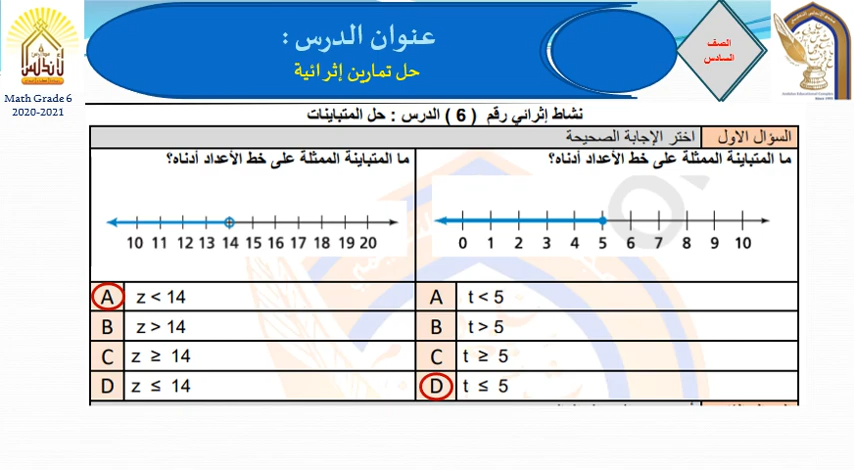 عنوان الدرس :
حل تمارين إثرائية
الصف
السادس
Math Grade 6
2020-2021
نشاط إثرائي رقم ( 6 ) الدرس : حل المتباينات
السؤال الاول اختر الإجابة الصحيحة
ما المتباينة الممثلة على خط الأعداد أدناه؟
0 1 2 3 4 5 6 7 8 9 10
A t < 5
B t > 5
C t ≥ 5
D t ≤ 5
ما المتباينة الممثلة على خط الأعداد أدناه؟
10 11 12 13 14 15 16 17 18 19 20
A z < 14
B z > 14
C z ≥ 14
D z ≤ 14